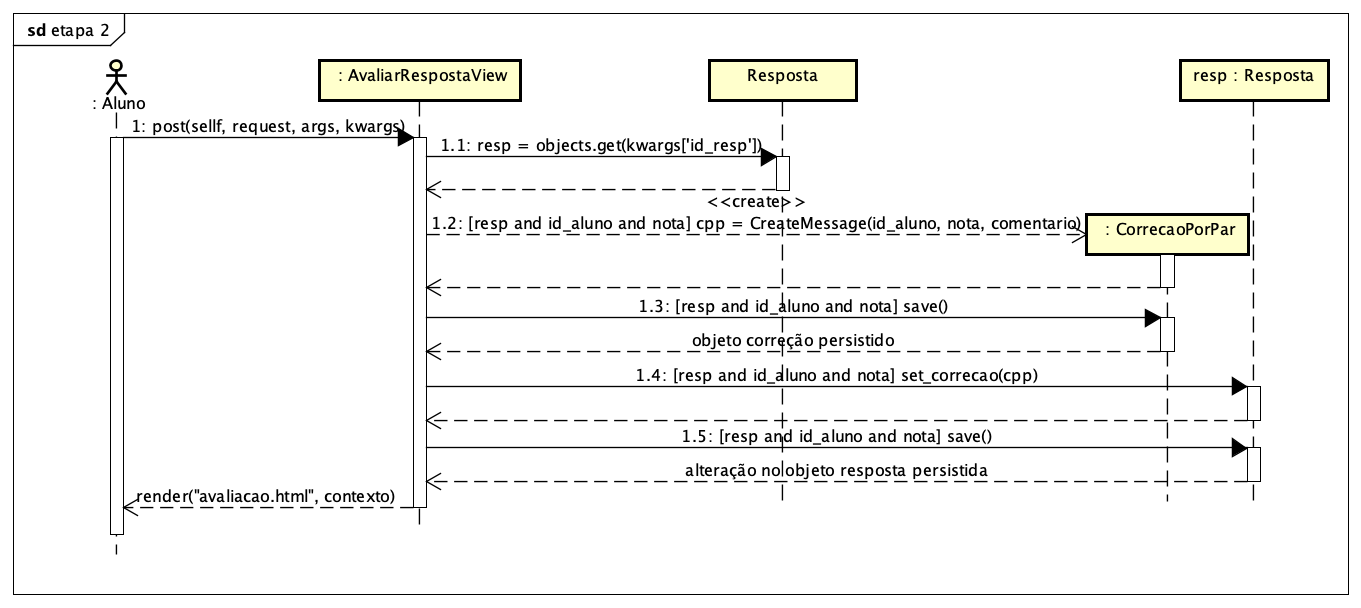 sd etapa 2
: Aluno
: AvaliarRespostaView
Resposta
resp : Resposta
1: post(sellf, request, args, kwargs)
1.1: resp = objects.get(kwargs['id_resp'])
<<create>>
1.2: [resp and id_aluno and nota] cpp = CreateMessage(id_aluno, nota, comentario)
: CorrecaoPorPar
1.3: [resp and id_aluno and nota] save()
objeto correção persistido
1.4: [resp and id_aluno and nota] set_correcao(cpp)
1.5: [resp and id_aluno and nota] save()
alteração no objeto resposta persistida
render("avaliacao.html", contexto)